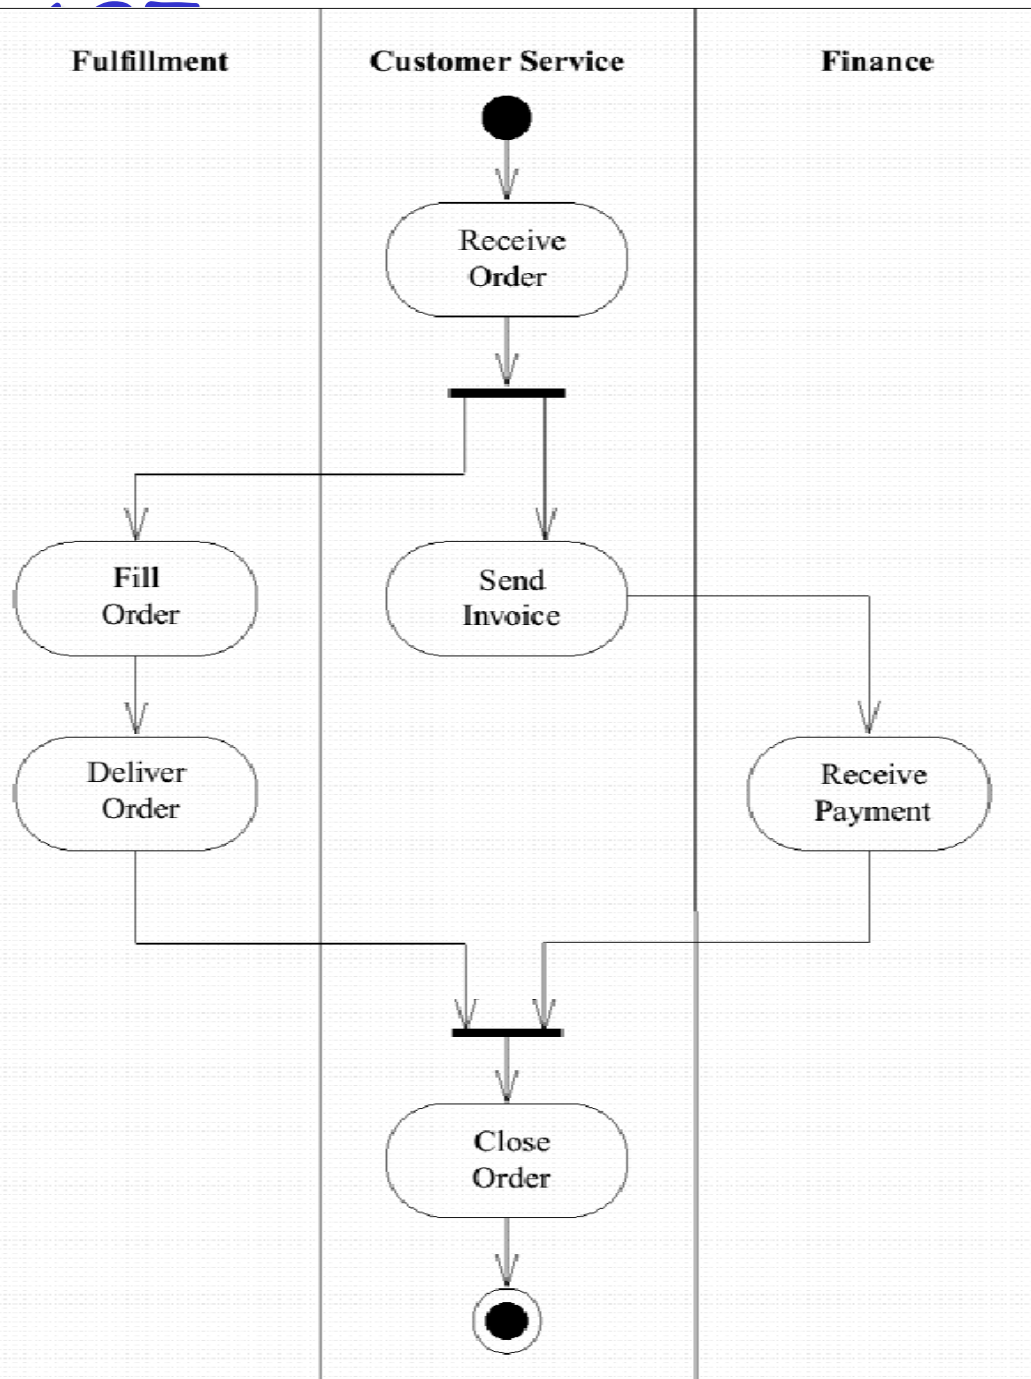 Fulfillment
Customer Service
Finance
Receive
Order
Fill
Order
Send
Invoice
Deliver
Order
Receive
Payment
Close
Order